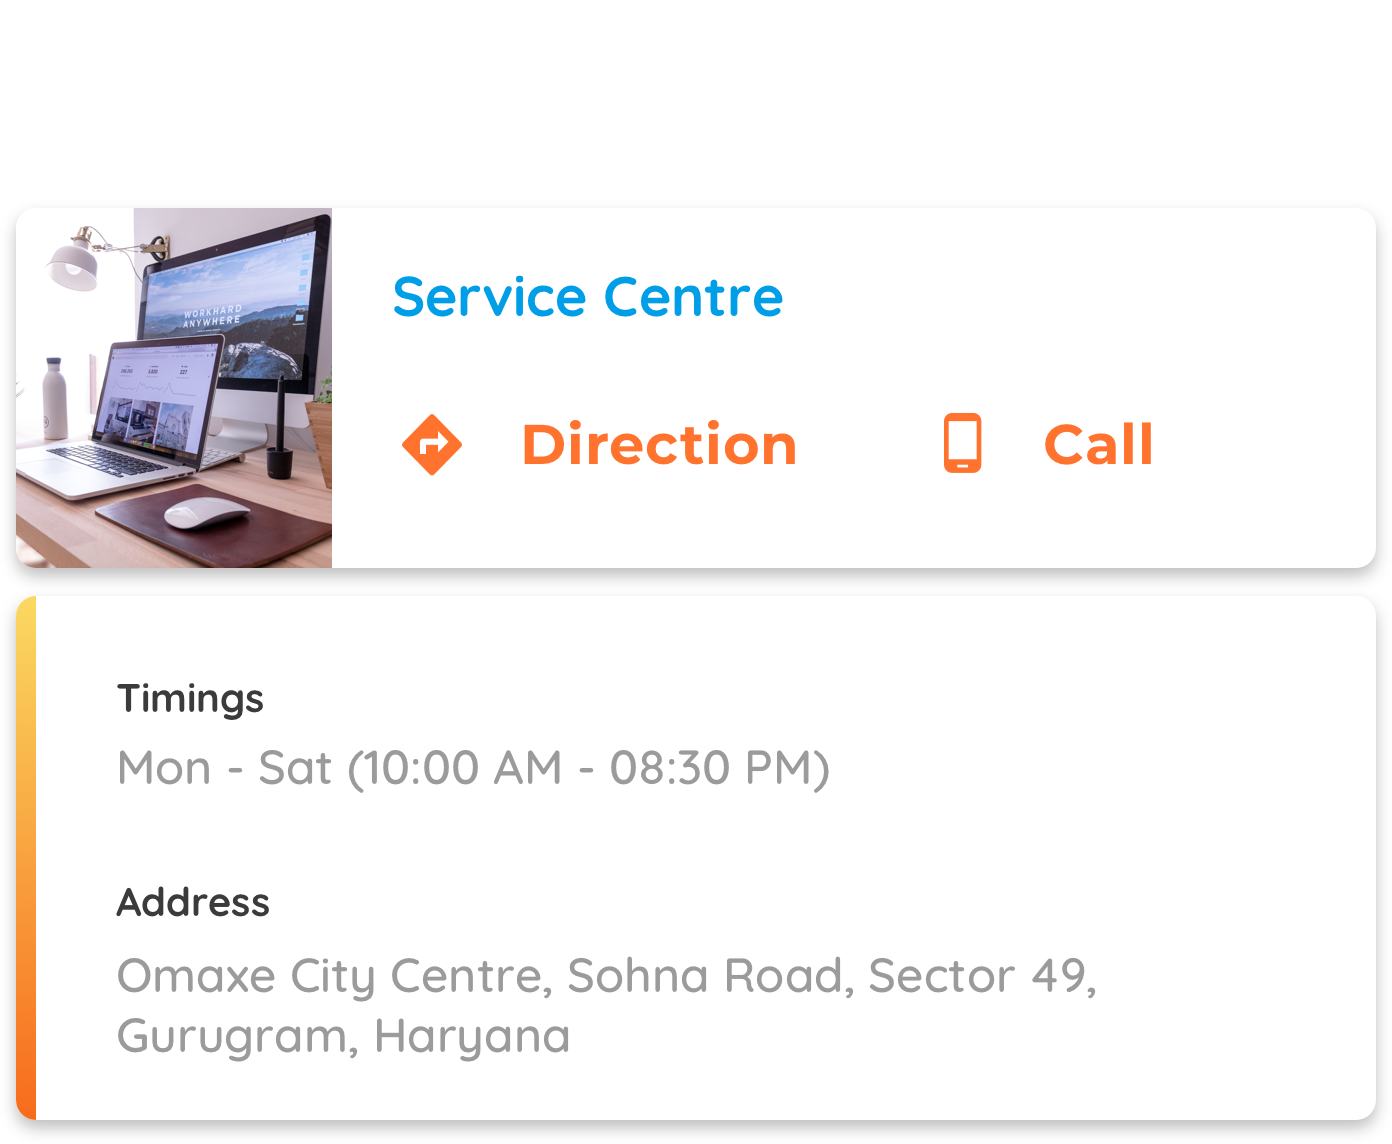 Service Centre
WORKHARD
ANYWHERE
Direction
Call
Timings
Mon - Sat (10:00 AM - 08:30 PM)
Address
Omaxe City Centre, Sohna Road, Sector 49,
Gurugram, Haryana